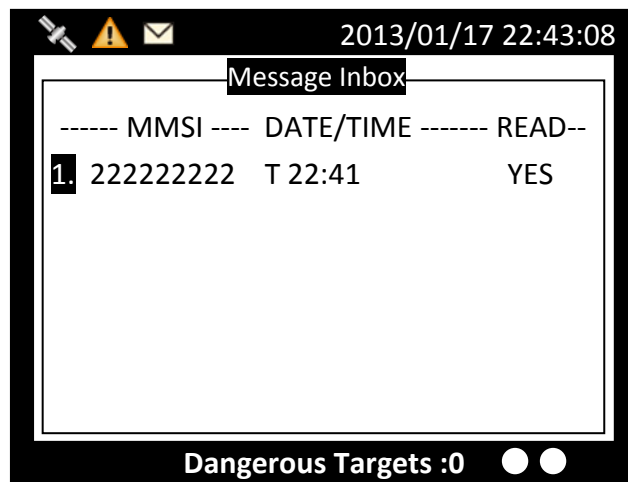 2013/01/17 22:43:08
Message Inbox
------ MMSI ---- DATE/TIME ------- READ--
1. 222222222 T 22:41 YES
Dangerous Targets :0